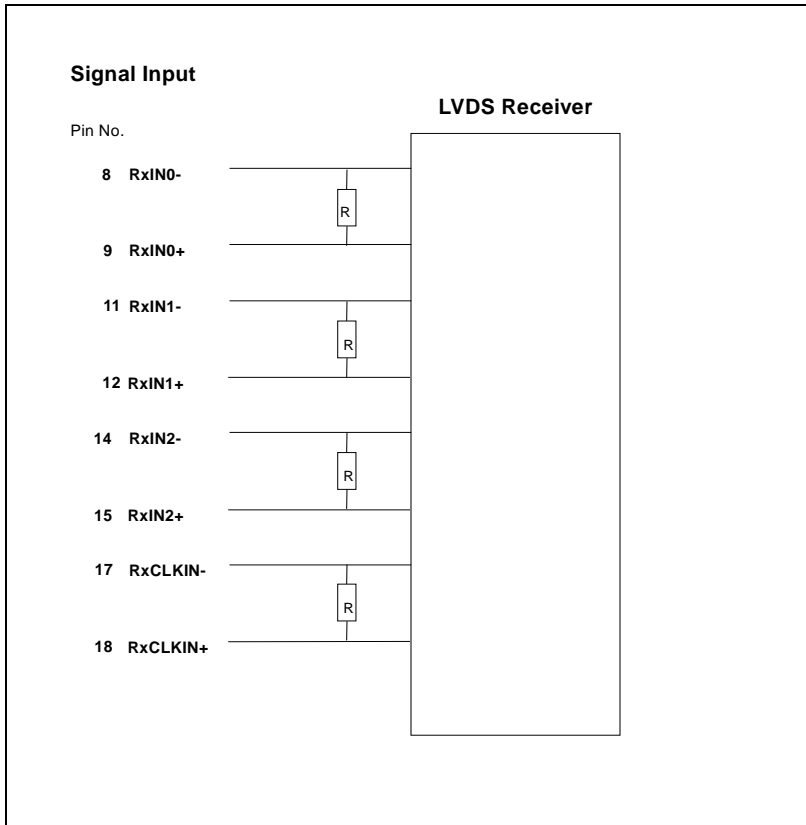 Signal Input
LVDS Receiver
Pin No.
8 RxIN0-
R
9 RxIN0+
11 RxIN1-
R
12 RxIN1+
14 RxIN2-
R
15 RxIN2+
17 RxCLKIN-
R
18 RxCLKIN+